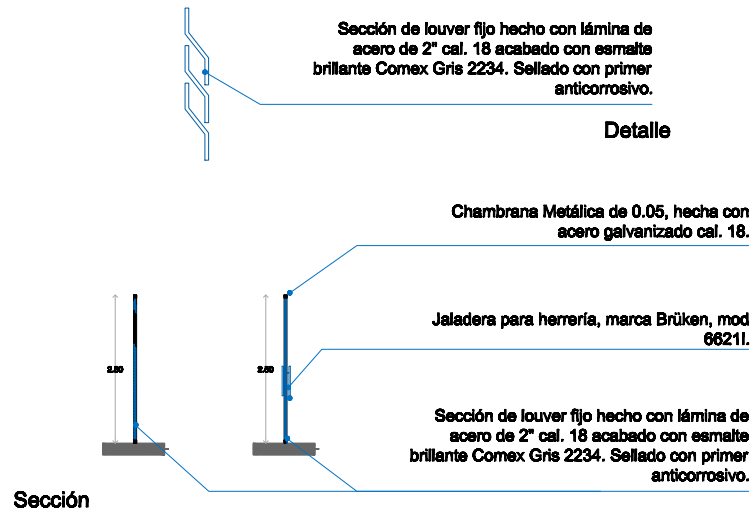 Sección de louver fijo hecho con lámina de
acero de 2" cal. 18 acabado con esmalte
brillante Comex Gris 2234. Sellado con primer
anticorrosivo.
Detalle
Chambrana Metálica de 0.05, hecha con
acero galvanizado cal. 18.
Jaladera para herrería, marca Brüken, mod
6621I.
2.50
2.50
Sección de louver fijo hecho con lámina de
acero de 2" cal. 18 acabado con esmalte
brillante Comex Gris 2234. Sellado con primer
anticorrosivo.
Sección